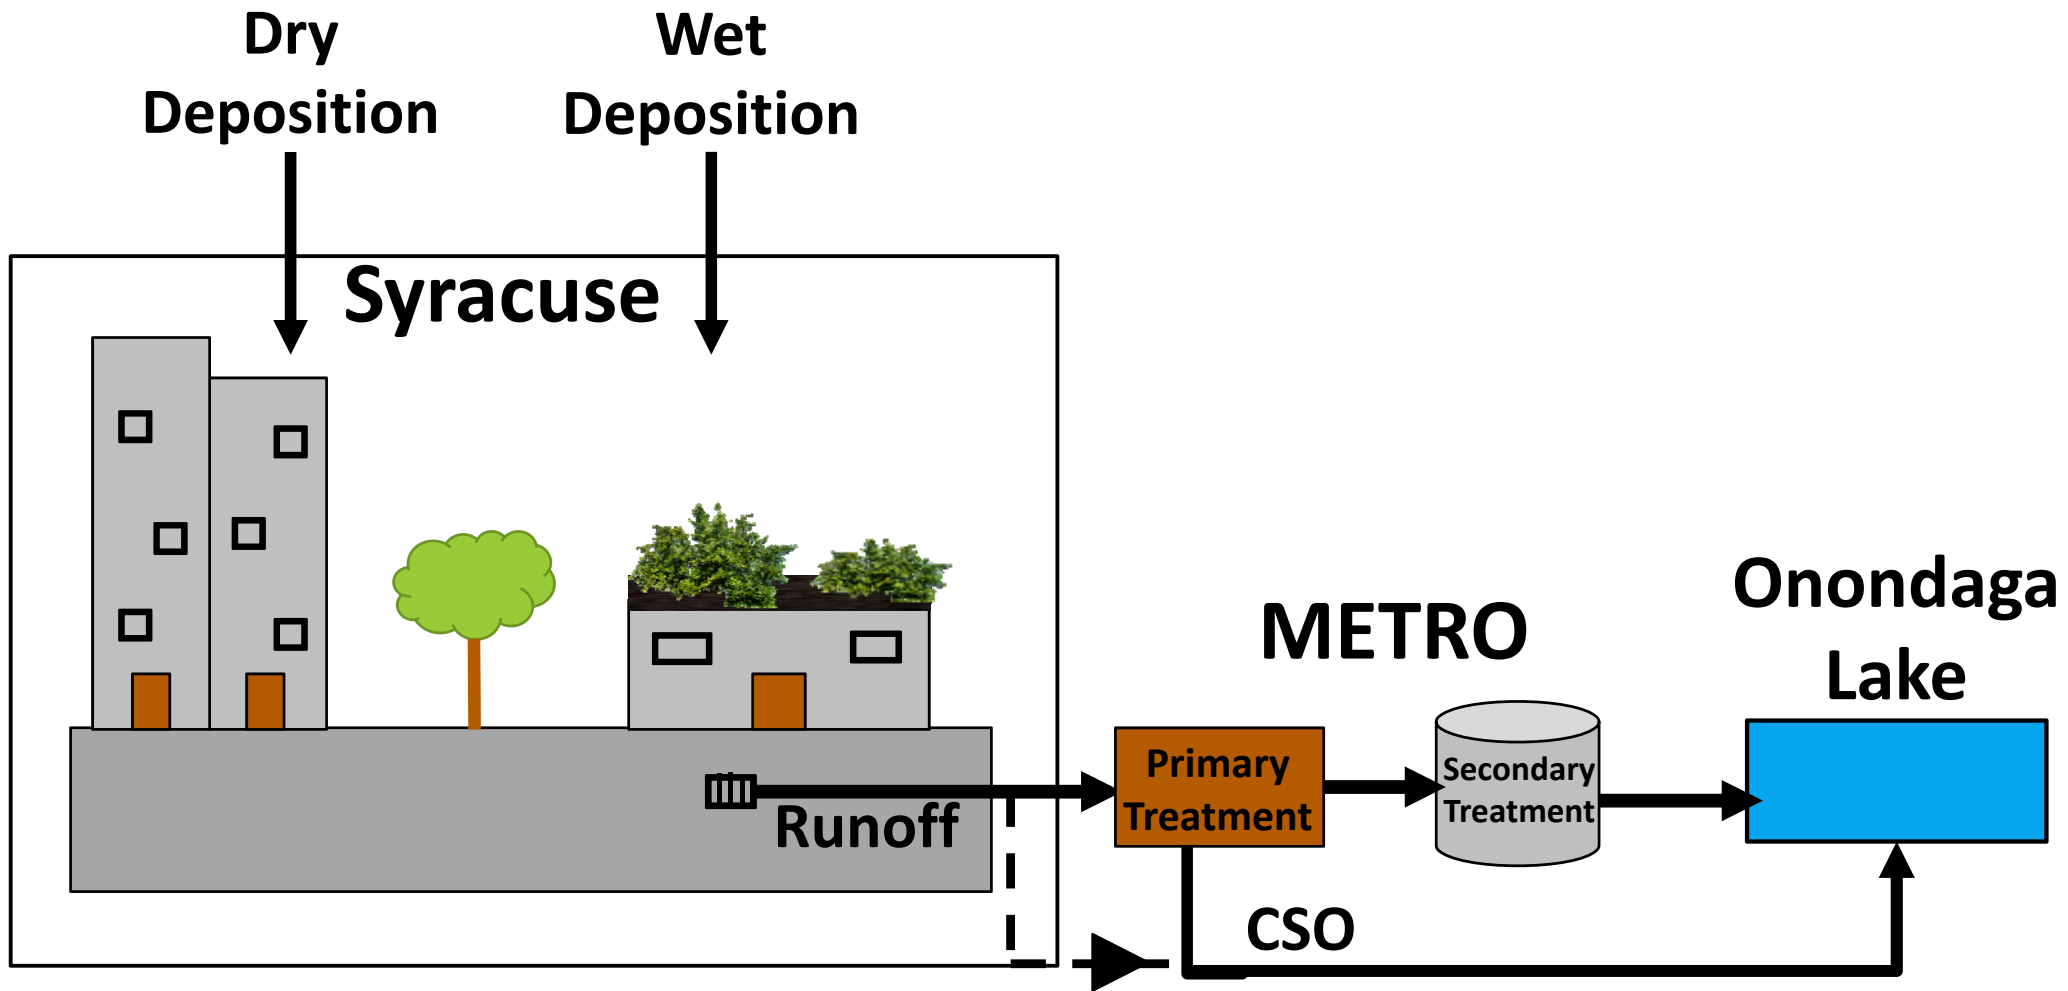 Dry
Deposition
Wet
Deposition
Syracuse
Onondaga
Lake
METRO
Primary
Treatment
Secondary
Treatment
Runoff
CSO